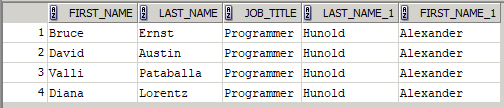 FIRST_NAME LAST_NAME JOB_TITLE LAST_NAME_1 FIRST_NAME_1
1 Bruce Ernst Programmer Hunold Alexander
2 David Austin Programmer Hunold Alexander
3 Valli Pataballa Programmer Hunold Alexander
4 Diana Lorentz Programmer Hunold Alexander